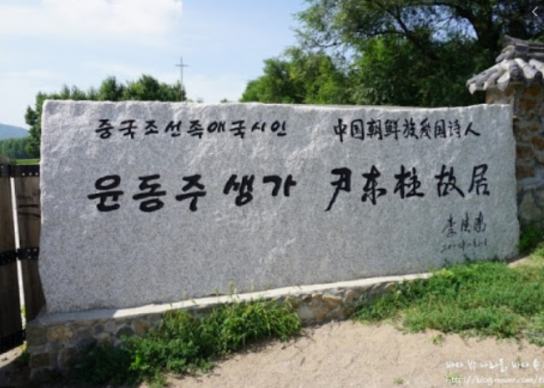 중국조선족애국시인 中国朝鲜族爱国诗人
윤동주생가 尹东柱故居